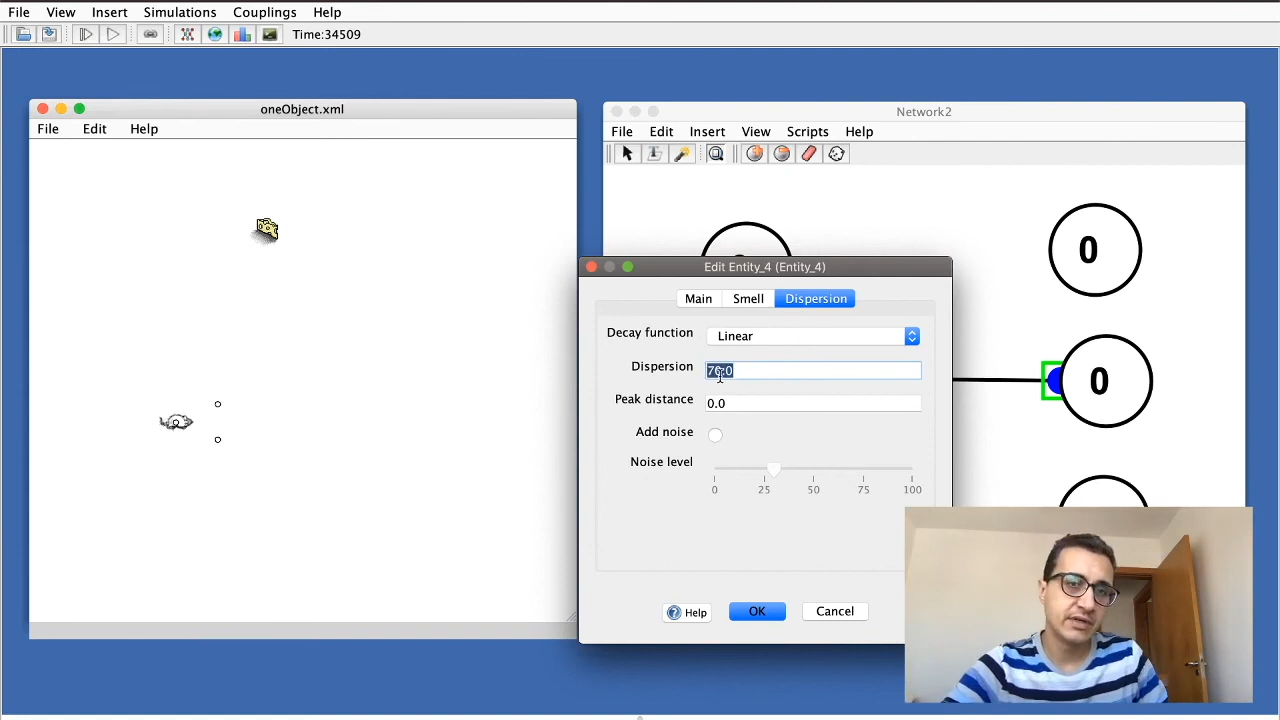 File View Insert Simulations Couplings Help
Time:34509
oneObject.xml
File Edit Help
Network2
File Edit Insert View Scripts Help
0
0
Edit Entity_4 (Entity_4)
Main Smell Dispersion
Decay function Linear
Dispersion
Peak distance 0.0
Add noise
Noise level
0 25 50 75 100
Help OK Cancel